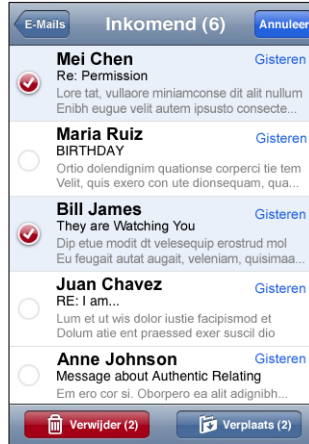 E-Mails
Inkomend (6)
Annuleer
Mei Chen
Gisteren
Re: Permission
Lore tat, vullaore miniamconse dit alit nullum
Enibh eugue velit autem ipsusto consecte...
Maria Ruiz
Gisteren
BIRTHDAY
Ortio dolendignim quationse corperci tie tem
Velit, quis exero con ute dionsequam, qua...
Bill James
Gisteren
They are Watching You
Dip etue modit dt velesequip erostrud mol
Eu feugait autat augait, veleniam, quisimaa...
Juan Chavez
Gisteren
RE: I am...
Lum et ut wis dolor iustie facipismod et
Dolum atie ent praessed exer suscil dio
Anne Johnson
Gisteren
Message about Authentic Relating
Em ero cor si. Oborpero ea alit adignibh...
Verwijder (2)
Verplaats (2)